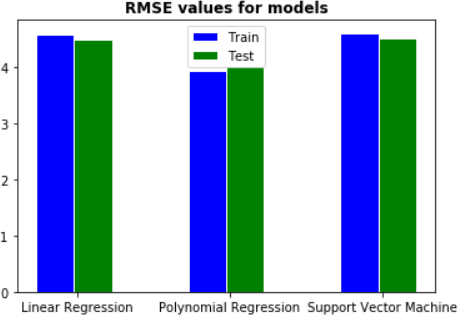 RMSE values for models
Train
Test
4
3
2
1
0
Linear Regression Polynomial Regression Support Vector Machine